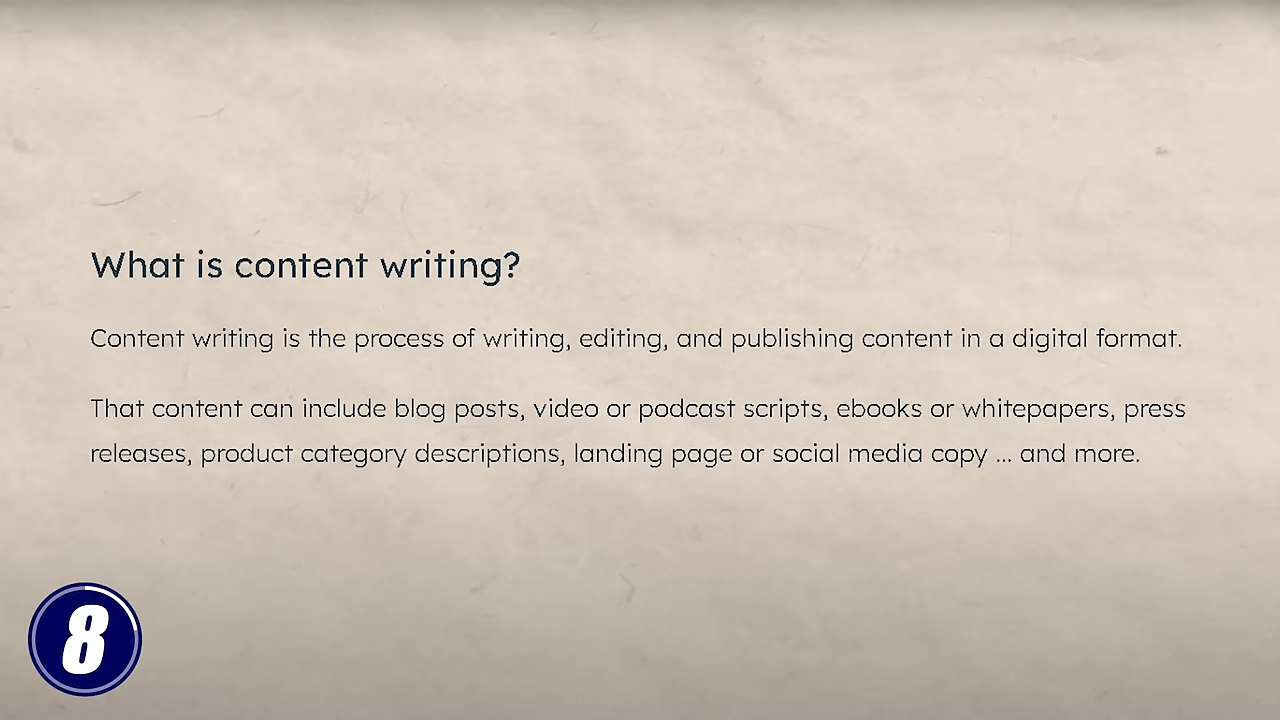 What is content writing?
Content writing is the process of writing, editing, and publishing content in a digital format.
That content can include blog posts, video or podcast scripts, ebooks or whitepapers, press
releases, product category descriptions, landing page or social media copy ... and more.
8